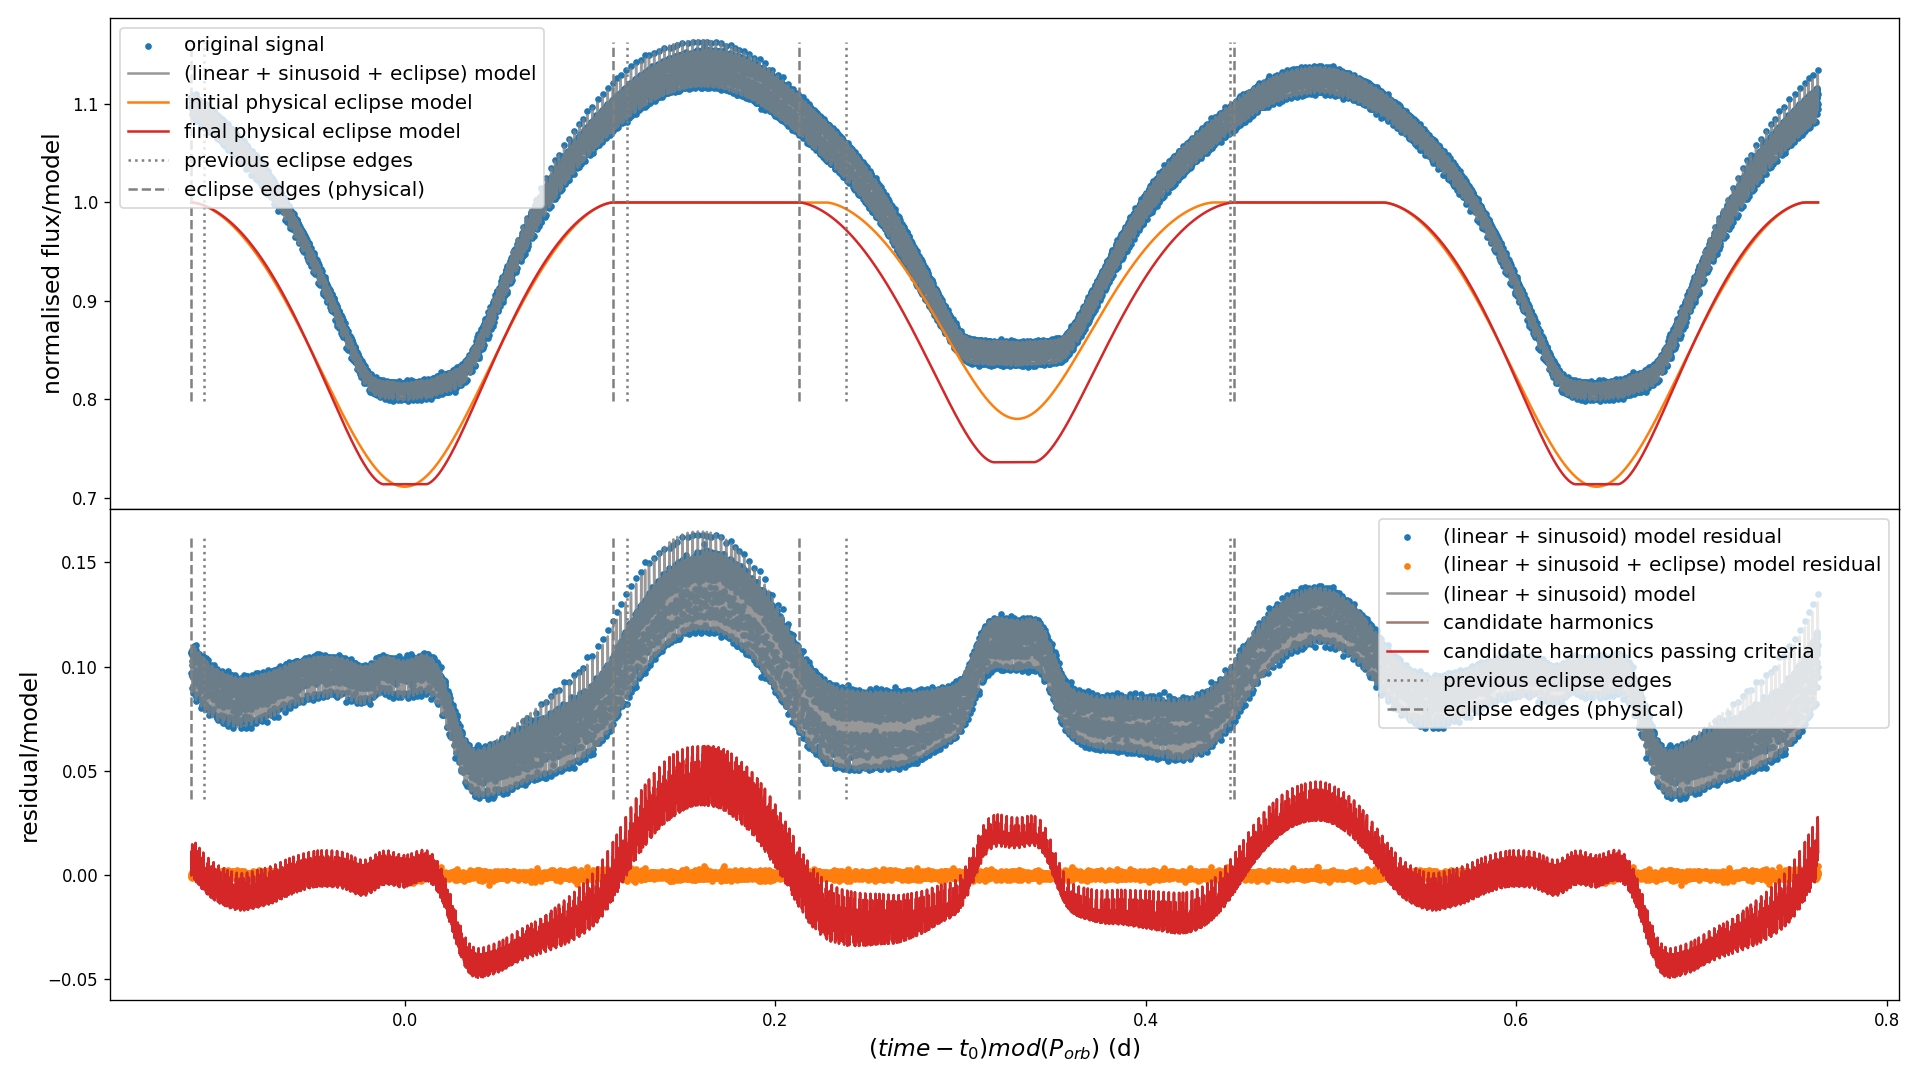 original signal
(linear + sinusoid + eclipse) model
initial physical eclipse model
final physical eclipse model
previous eclipse edges
eclipse edges (physical)
normalised flux/model
1.1
1.0
0.9
0.8
0.7
(linear + sinusoid) model residual
(linear + sinusoid + eclipse) model residual
(linear + sinusoid) model
candidate harmonics
candidate harmonics passing criteria
previous eclipse edges
eclipse edges (physical)
residual/model
0.15
0.10
0.05
0.00
−0.05
0.0 0.2 0.4 0.6 0.8
(time − t₀)mod(Pₒᵣb) (d)